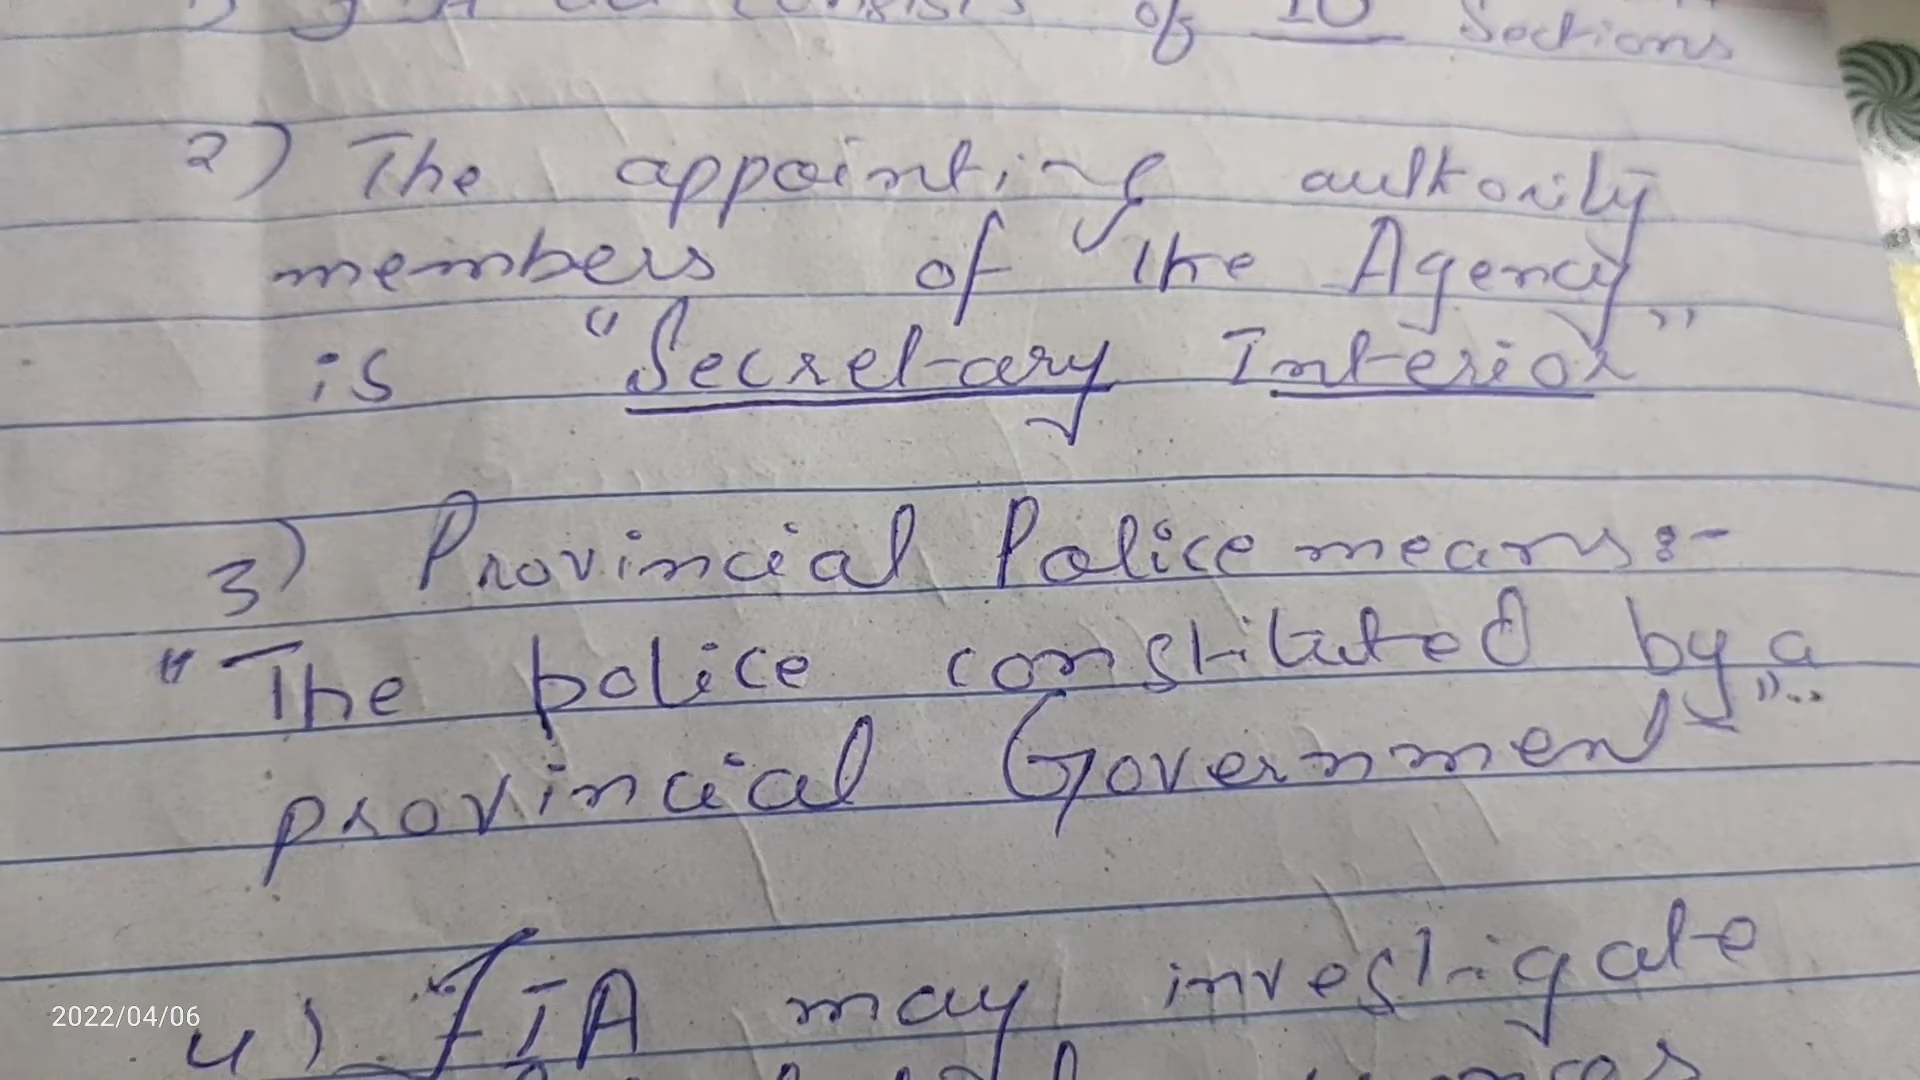 of 10 Sections
2) The appointing authority
members of the Agency
is "Secretary Interior"
3) Provincial Police means:-
"The police constituted by a
provincial Government"..
4) FIA may investigate
2022/04/06